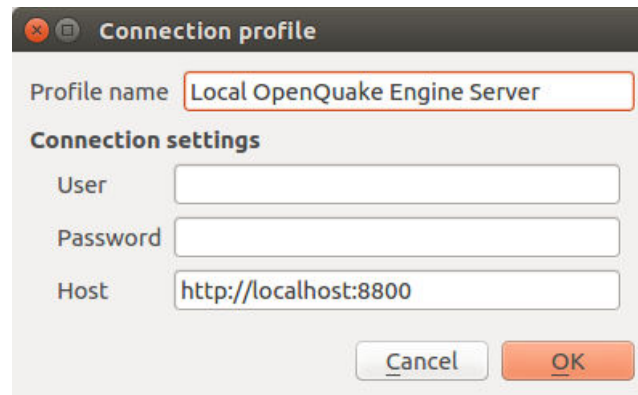 Connection profile
Profile name Local OpenQuake Engine Server
Connection settings
User
Password
Host http://localhost:8800
Cancel OK